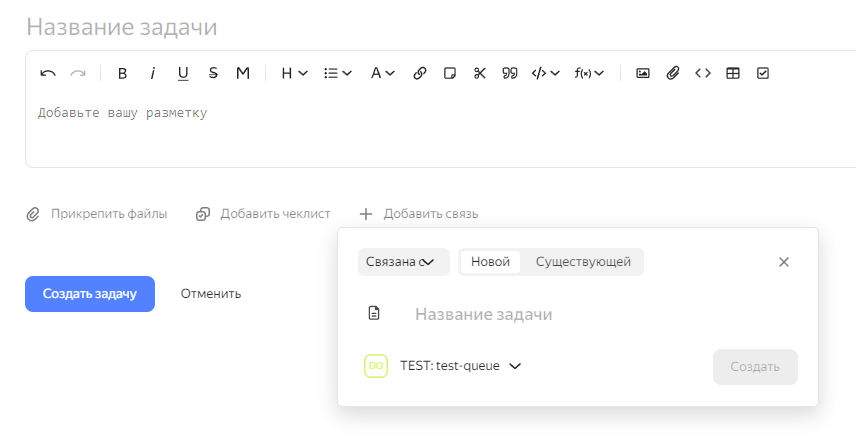 Название задачи
B i U S M H A </> f(x) <>
Добавьте вашу разметку
Прикрепить файлы Добавить чеклист Добавить связь
Связана с Новой Существующей
Создать задачу Отменить
Название задачи
DO TEST: test-queue Создать